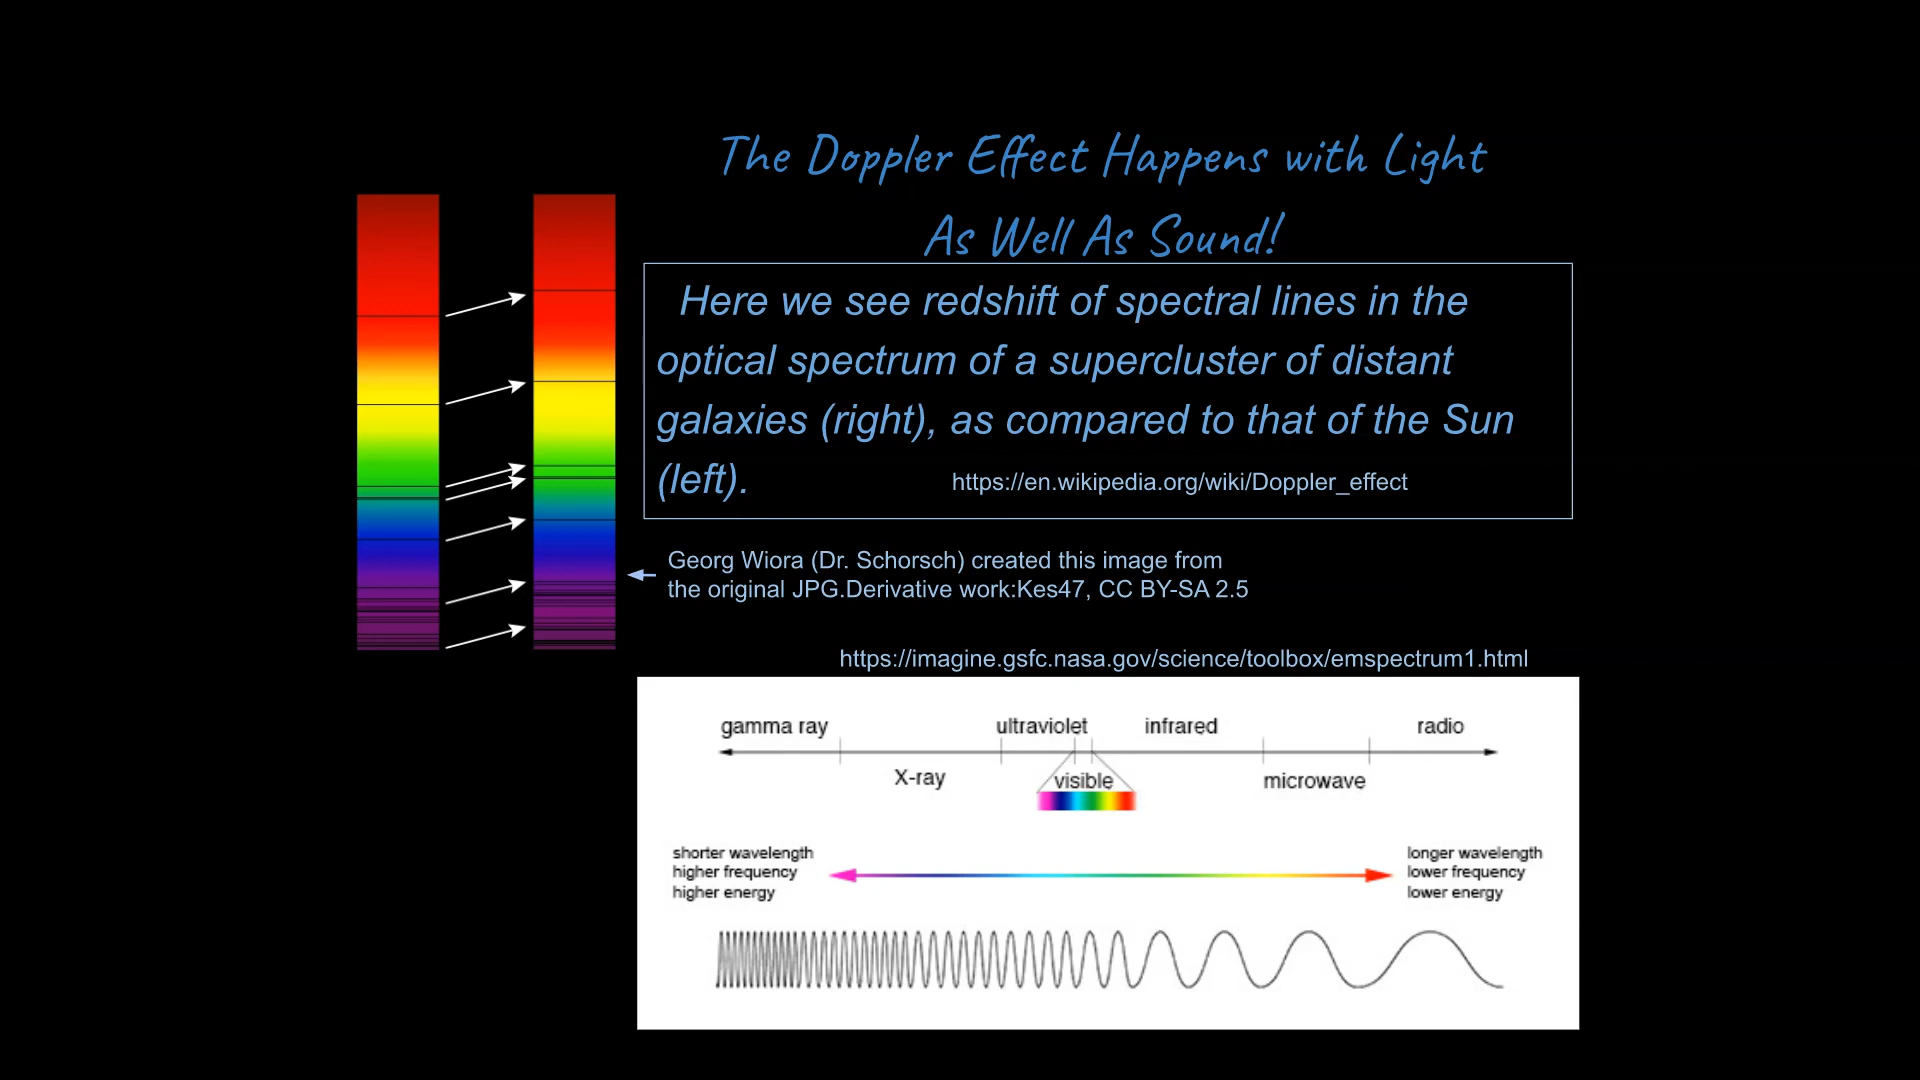 The Doppler Effect Happens with Light
As Well As Sound!
Here we see redshift of spectral lines in the
optical spectrum of a supercluster of distant
galaxies (right), as compared to that of the Sun
(left).
https://en.wikipedia.org/wiki/Doppler_effect
Georg Wiora (Dr. Schorsch) created this image from
the original JPG.Derivative work:Kes47, CC BY-SA 2.5
https://imagine.gsfc.nasa.gov/science/toolbox/emspectrum1.html
gamma ray
ultraviolet
infrared
radio
X-ray
visible
microwave
shorter wavelength
higher frequency
higher energy
longer wavelength
lower frequency
lower energy